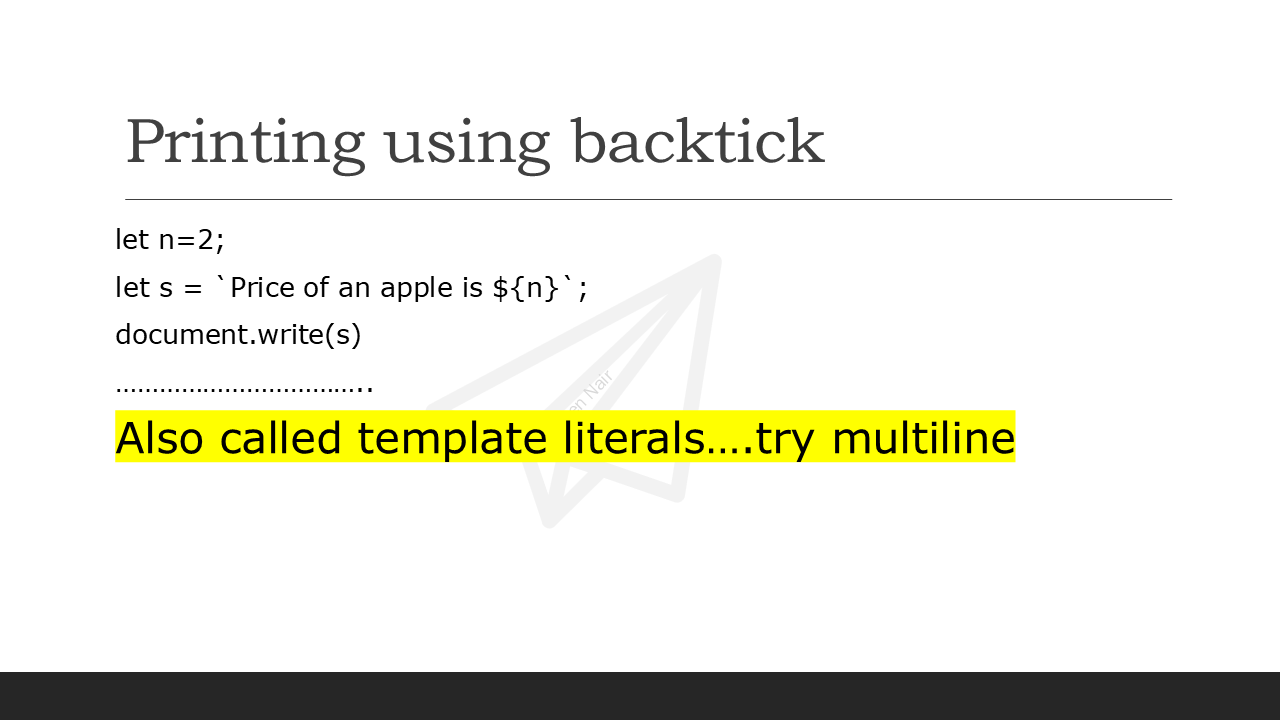 Printing using backtick
let n=2;
let s = `Price of an apple is ${n}`;
document.write(s)
……………………………..
Also called template literals….try multiline
Nair